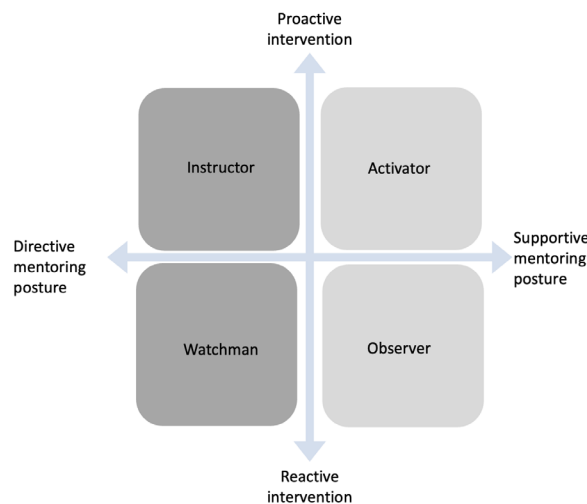 Proactive
intervention
Instructor
Activator
Directive
mentoring
posture
Supportive
mentoring
posture
Watchman
Observer
Reactive
intervention